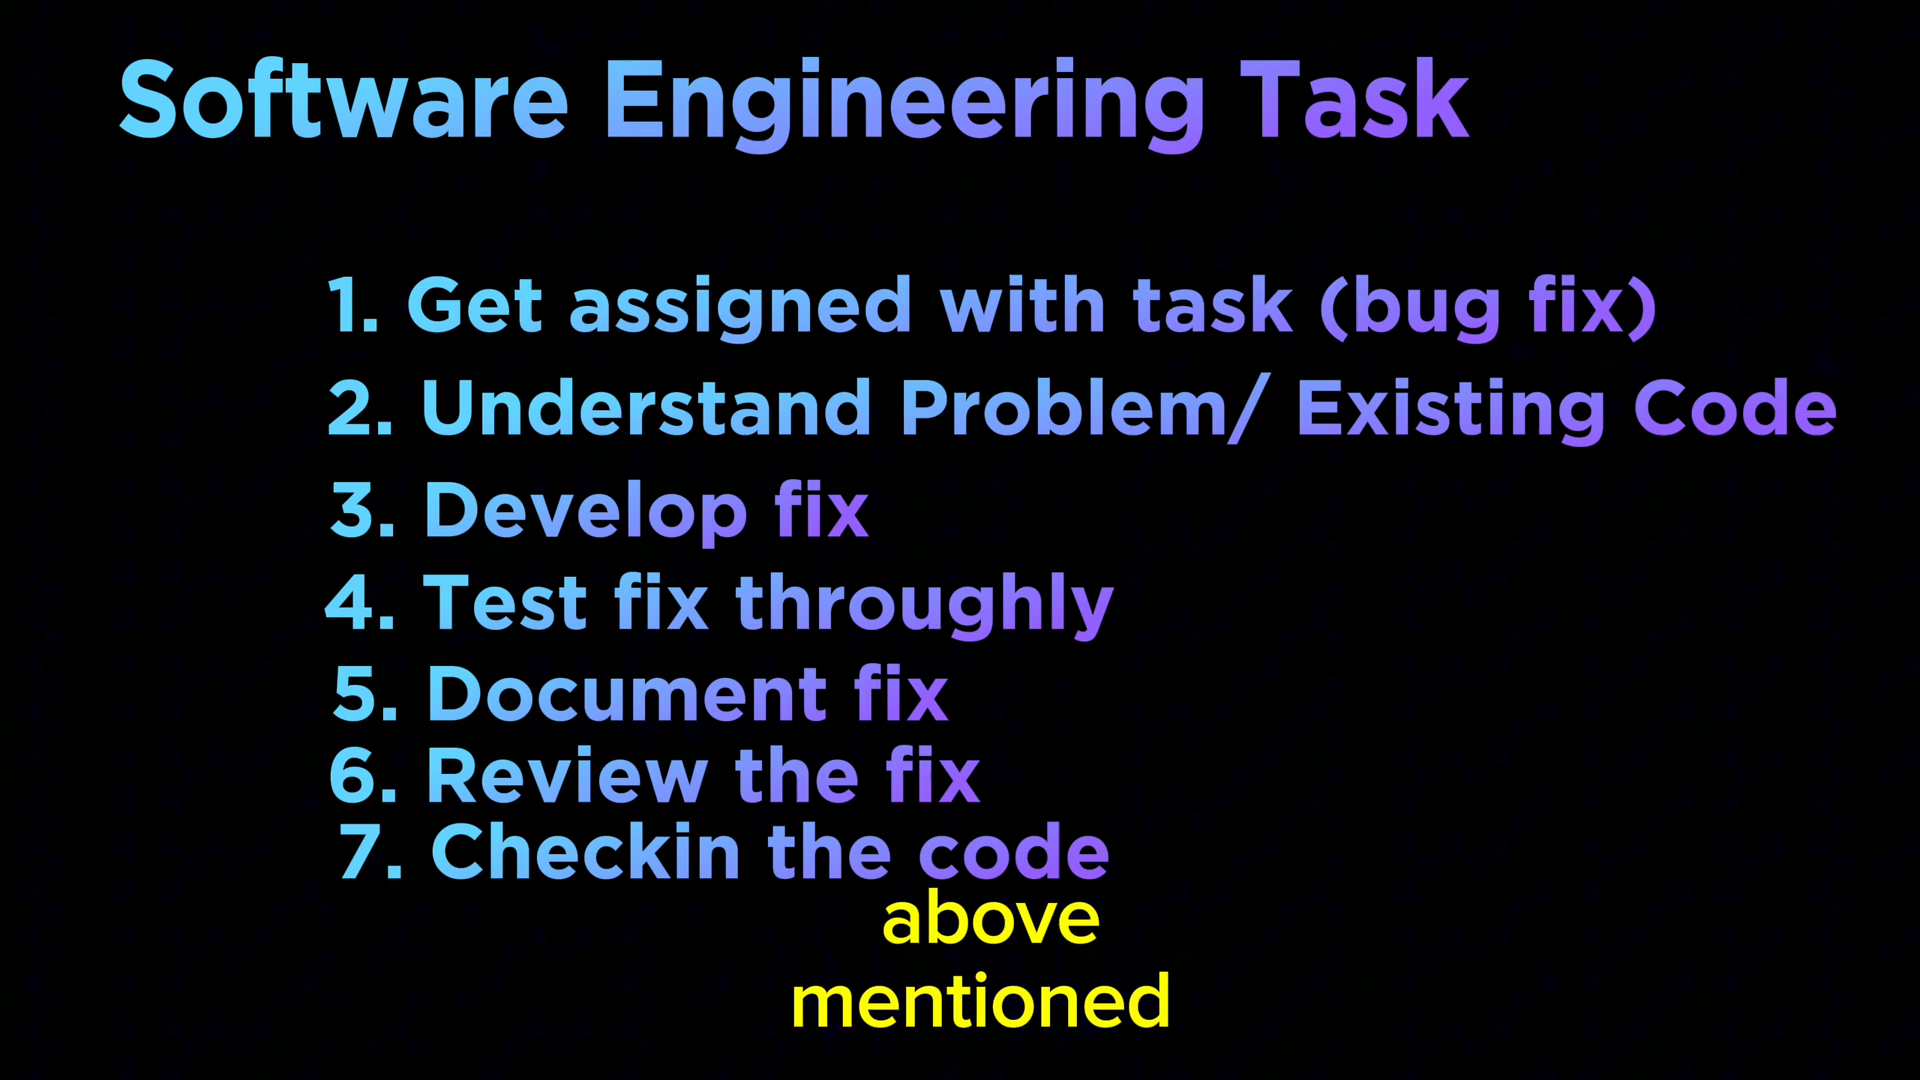 Software Engineering Task
1. Get assigned with task (bug fix)
2. Understand Problem/ Existing Code
3. Develop fix
4. Test fix throughly
5. Document fix
6. Review the fix
7. Checkin the code
above
mentioned